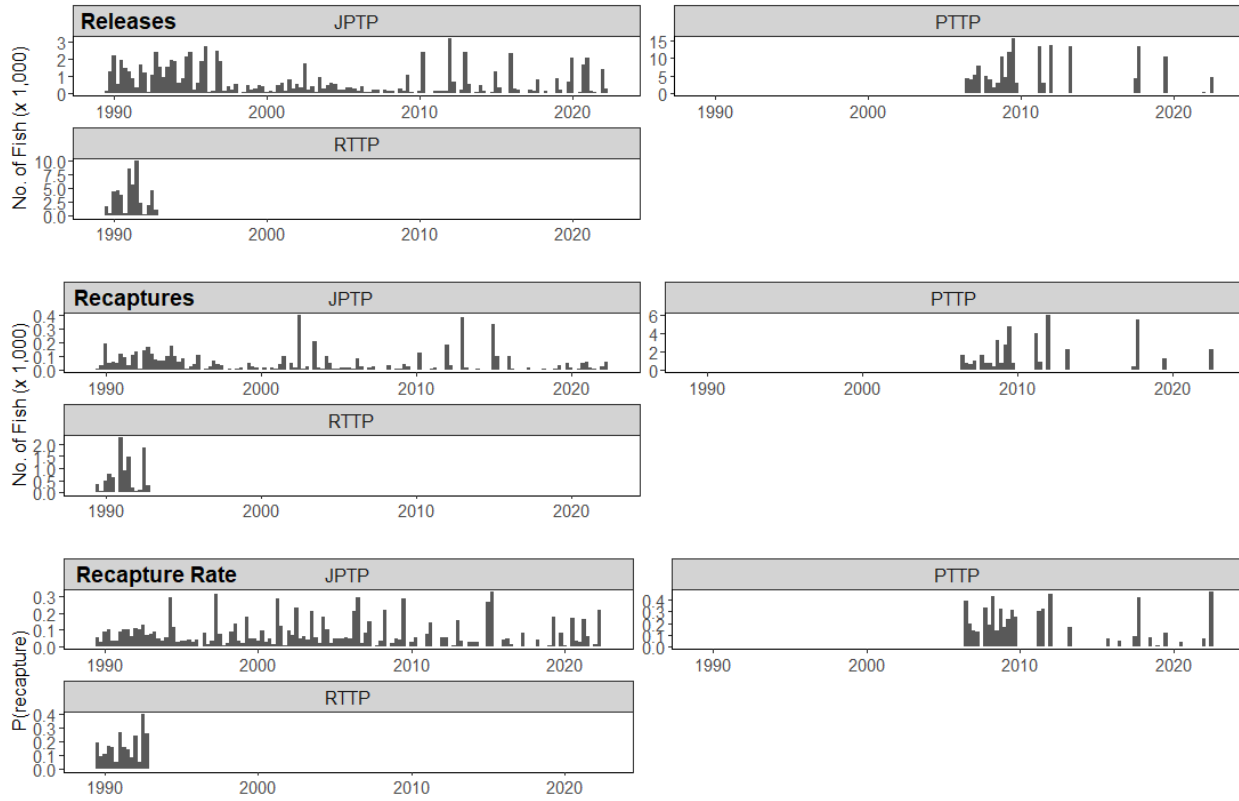 Releases JPTP PTTP
No. of Fish (x 1,000)
3 15
2 10
1 5
0 0
1990 2000 2010 2020 1990 2000 2010 2020
RTTP
10.0
7.5
5.0
2.5
0.0
1990 2000 2010 2020
Recaptures JPTP PTTP
No. of Fish (x 1,000)
0.4 6
0.3 4
0.2 2
0.1 0
0.0
1990 2000 2010 2020 1990 2000 2010 2020
RTTP
2.0
1.5
1.0
0.5
0.0
1990 2000 2010 2020
Recapture Rate JPTP PTTP
P(recapture)
0.3 0.4
0.2 0.3
0.1 0.2
0.0 0.1
0.0
1990 2000 2010 2020 1990 2000 2010 2020
RTTP
0.4
0.3
0.2
0.1
0.0
1990 2000 2010 2020